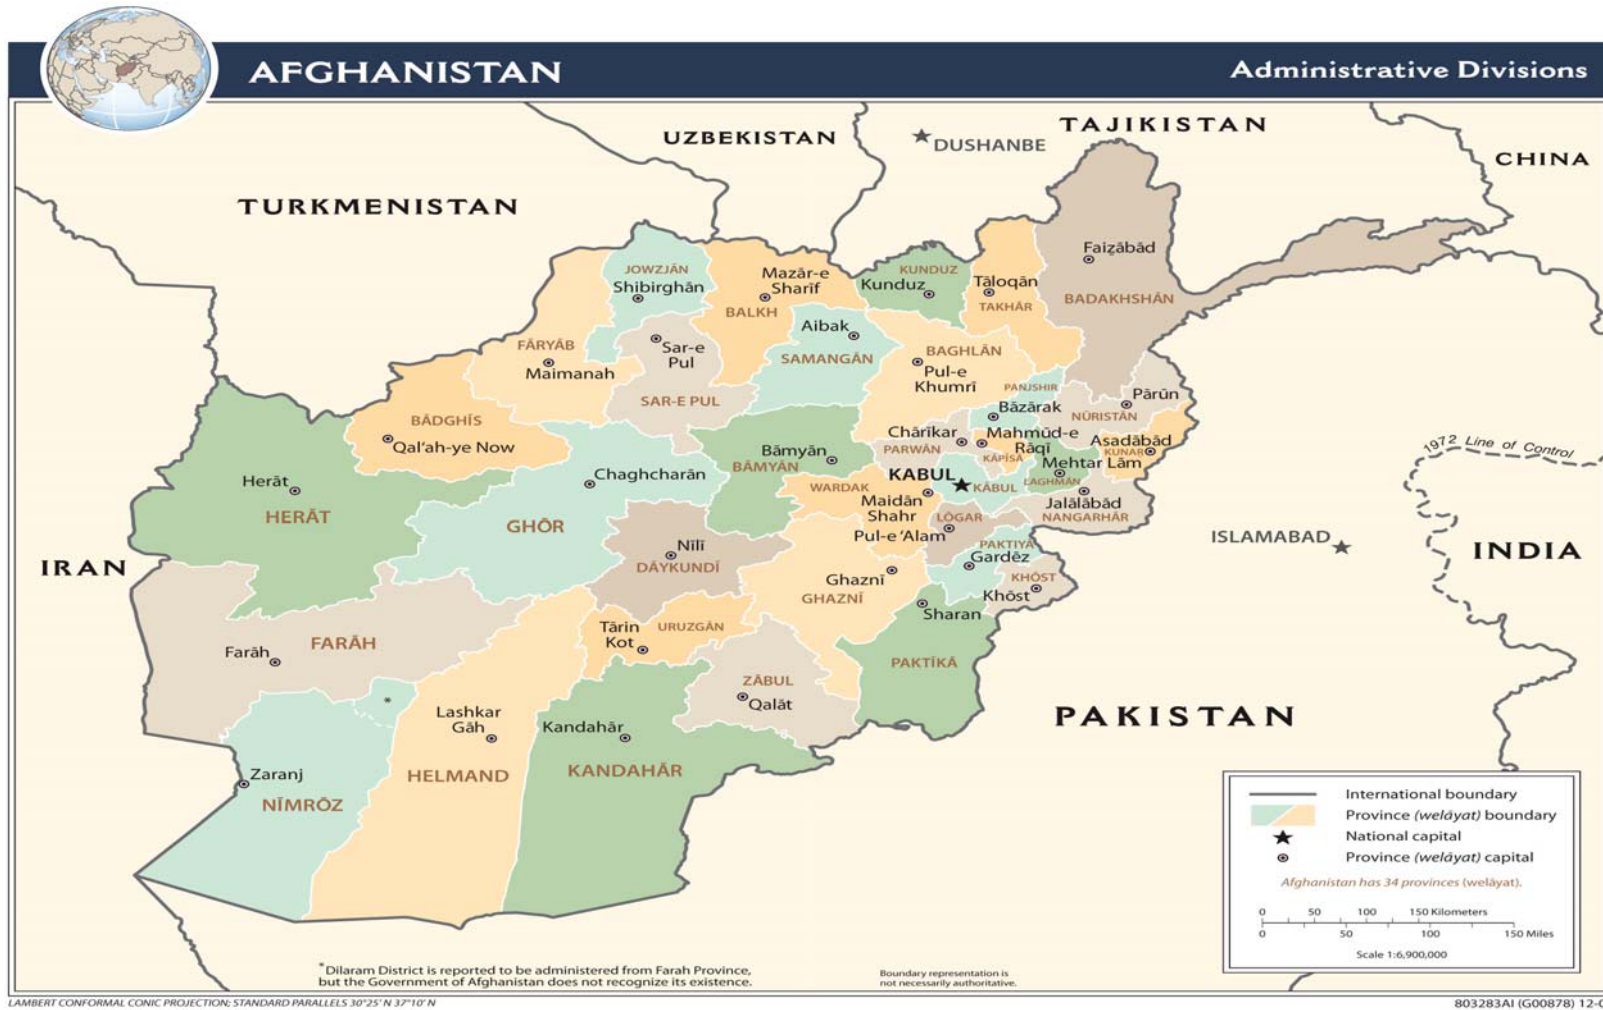 AFGHANISTAN
Administrative Divisions
UZBEKISTAN
DUSHANBE
TAJIKISTAN
CHINA
TURKMENISTAN
Faiẕābād
JOWZJĀN
Shibirghān
Mazār-e
Sharīf
BALKH
KUNDUZ
Kunduz
Tāloqān
TAKHĀR
BADAKHSHĀN
Aibak
SAMANGĀN
FĀRYĀB
Maimanah
Sar-e
Pul
SAR-E PUL
BAGHLĀN
Pul-e
Khumrī
PANJSHIR
Bāzārak
Pārūn
NŪRISTĀN
BĀDGHĪS
Qal'ah-ye Now
Chārīkar
PARWĀN
Mahmūd-e
Rāqī
KĀPĪSĀ
Asadābād
KUNAR
1972 Line of Control
Bāmyān
BĀMYĀN
Mehtar Lām
LAGHMĀN
Herāt
HERĀT
Chaghcharān
GHŌR
KABUL
KĀBUL
WARDAK
Maidān
Shahr
Jalālābād
NANGARHĀR
LŌGAR
Pul-e 'Alam
ISLAMABAD
INDIA
IRAN
Nīlī
DĀYKUNDĪ
PAKTIYĀ
Gardēz
Ghaznī
GHAZNĪ
KHŌST
Khōst
Sharan
Tārin
Kot
URUZGĀN
FARĀH
Farāh
PAKTĪKĀ
ZĀBUL
Qalāt
*
Lashkar
Gāh
Kandahār
PAKISTAN
Zaranj
NĪMRŌZ
HELMAND
KANDAHĀR
International boundary
Province (welāyat) boundary
National capital
Province (welāyat) capital
Afghanistan has 34 provinces (welāyat).
0 50 100 150 Kilometers
0 50 100 150 Miles
Scale 1:6,900,000
*Dilaram District is reported to be administered from Farah Province,
but the Government of Afghanistan does not recognize its existence.
Boundary representation is
not necessarily authoritative.
LAMBERT CONFORMAL CONIC PROJECTION; STANDARD PARALLELS 30°25' N 37°10' N
803283AI (G00878) 12-0